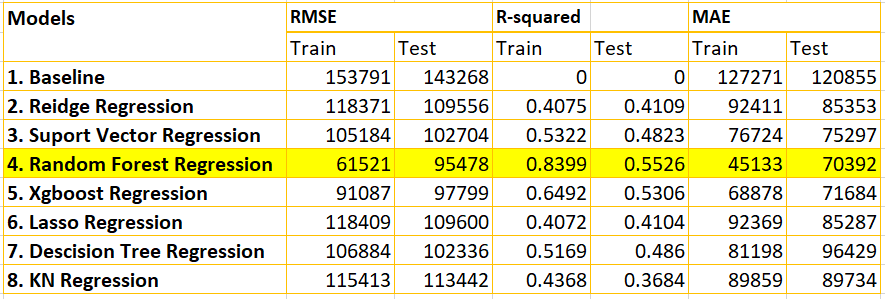 Models RMSE R-squared MAE
Train Test Train Test Train Test
1. Baseline 153791 143268 0 0 127271 120855
2. Reidge Regression 118371 109556 0.4075 0.4109 92411 85353
3. Suport Vector Regression 105184 102704 0.5322 0.4823 76724 75297
4. Random Forest Regression 61521 95478 0.8399 0.5526 45133 70392
5. Xgboost Regression 91087 97799 0.6492 0.5306 68878 71684
6. Lasso Regression 118409 109600 0.4072 0.4104 92369 85287
7. Descision Tree Regression 106884 102336 0.5169 0.486 81198 96429
8. KN Regression 115413 113442 0.4368 0.3684 89859 89734